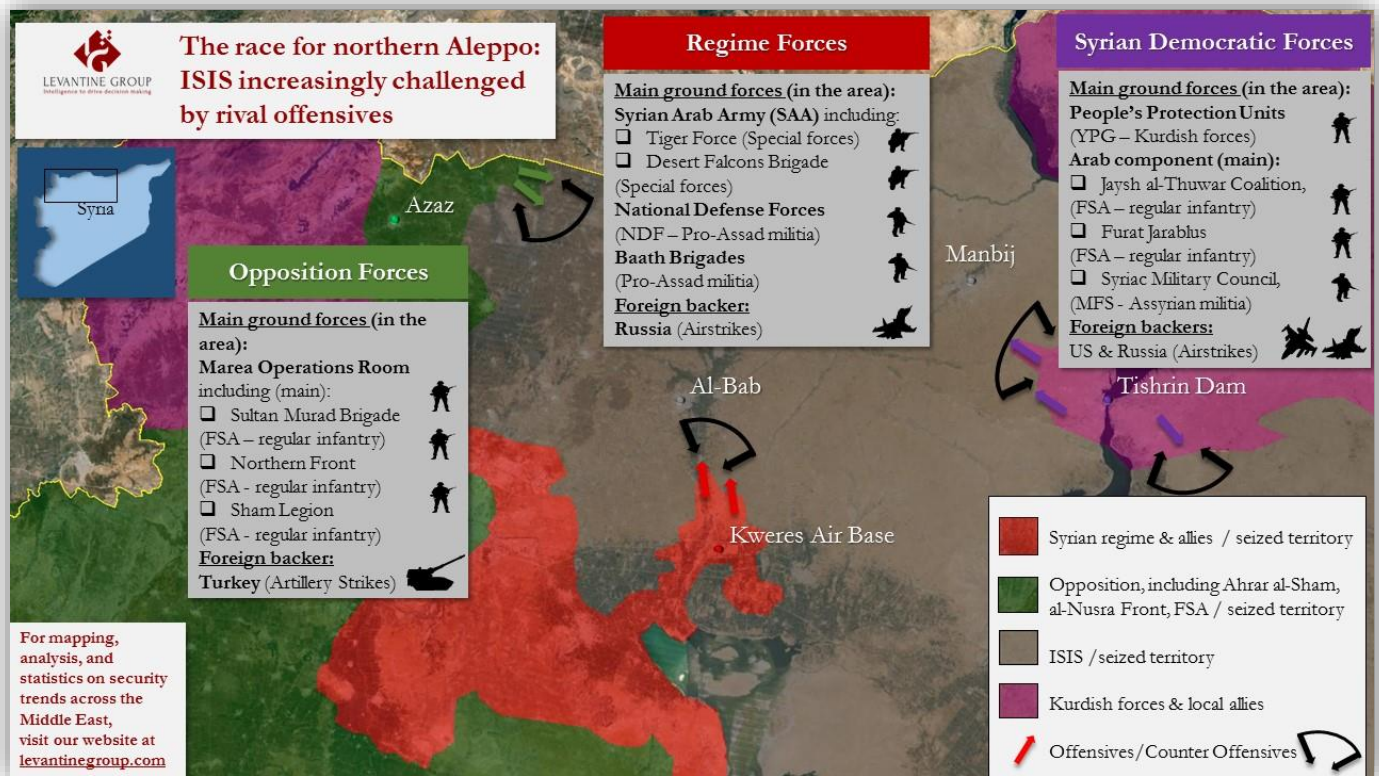 LEVANTINE GROUP
Intelligence to drive decision making
The race for northern Aleppo:
ISIS increasingly challenged
by rival offensives
Syria
Azaz
Opposition Forces
Main ground forces (in the
area):
Marea Operations Room
including (main):
Sultan Murad Brigade
(FSA – regular infantry)
Northern Front
(FSA - regular infantry)
Sham Legion
(FSA - regular infantry)
Foreign backer:
Turkey (Artillery Strikes)
Regime Forces
Main ground forces (in the area):
Syrian Arab Army (SAA) including:
Tiger Force (Special forces)
Desert Falcons Brigade
(Special forces)
National Defense Forces
(NDF – Pro-Assad militia)
Baath Brigades
(Pro-Assad militia)
Foreign backer:
Russia (Airstrikes)
Syrian Democratic Forces
Main ground forces (in the area):
People's Protection Units
(YPG – Kurdish forces)
Arab component (main):
Jaysh al-Thuwar Coalition,
(FSA – regular infantry)
Furat Jarablus
(FSA – regular infantry)
Syriac Military Council,
(MFS - Assyrian militia)
Foreign backers:
US & Russia (Airstrikes)
Manbij
Al-Bab
Tishrin Dam
Kweres Air Base
Syrian regime & allies / seized territory
Opposition, including Ahrar al-Sham,
al-Nusra Front, FSA / seized territory
ISIS /seized territory
Kurdish forces & local allies
Offensives/Counter Offensives
For mapping,
analysis, and
statistics on security
trends across the
Middle East,
visit our website at
levantinegroup.com